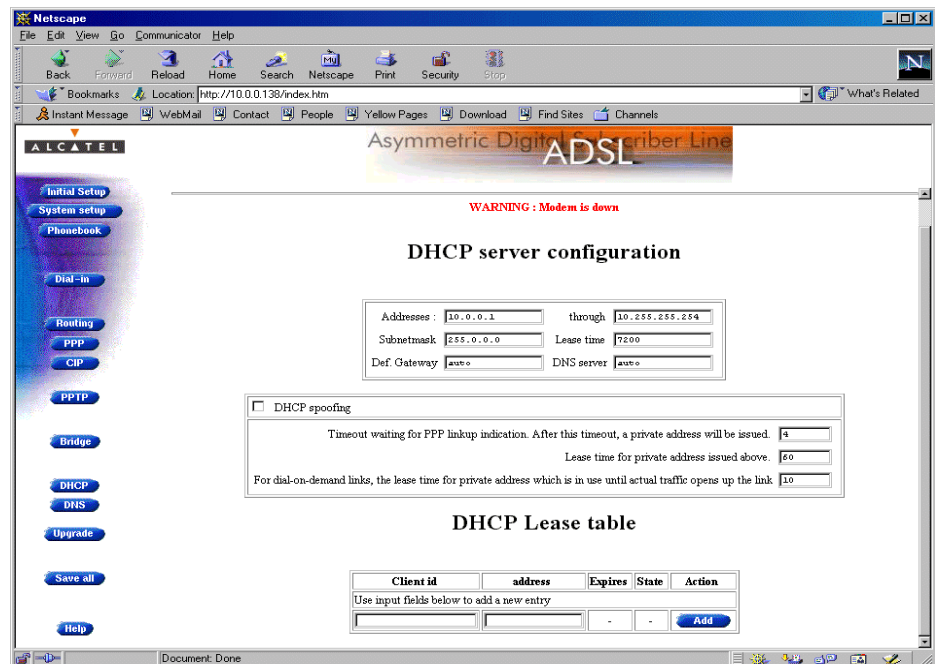 Netscape
File Edit View Go Communicator Help
Back Forward Reload Home Search Netscape Print Security Stop
My
N
Bookmarks Location: http://10.0.0.138/index.htm What's Related
Instant Message WebMail Contact People Yellow Pages Download Find Sites Channels
ALCATEL
Asymmetric Digital Subscriber Line
ADSL
Initial Setup
System setup
Phonebook
Dial-in
Routing
PPP
CIP
PPTP
Bridge
DHCP
DNS
Upgrade
Save all
Help
WARNING : Modem is down
DHCP server configuration
Addresses : 10.0.0.1 through 10.255.255.254
Subnetmask 255.0.0.0 Lease time 7200
Def. Gateway auto DNS server auto
DHCP spoofing
Timeout waiting for PPP linkup indication. After this timeout, a private address will be issued. 4
Lease time for private address issued above. 60
For dial-on-demand links, the lease time for private address which is in use until actual traffic opens up the link 10
DHCP Lease table
Client id address Expires State Action
Use input fields below to add a new entry
- - Add
Document: Done